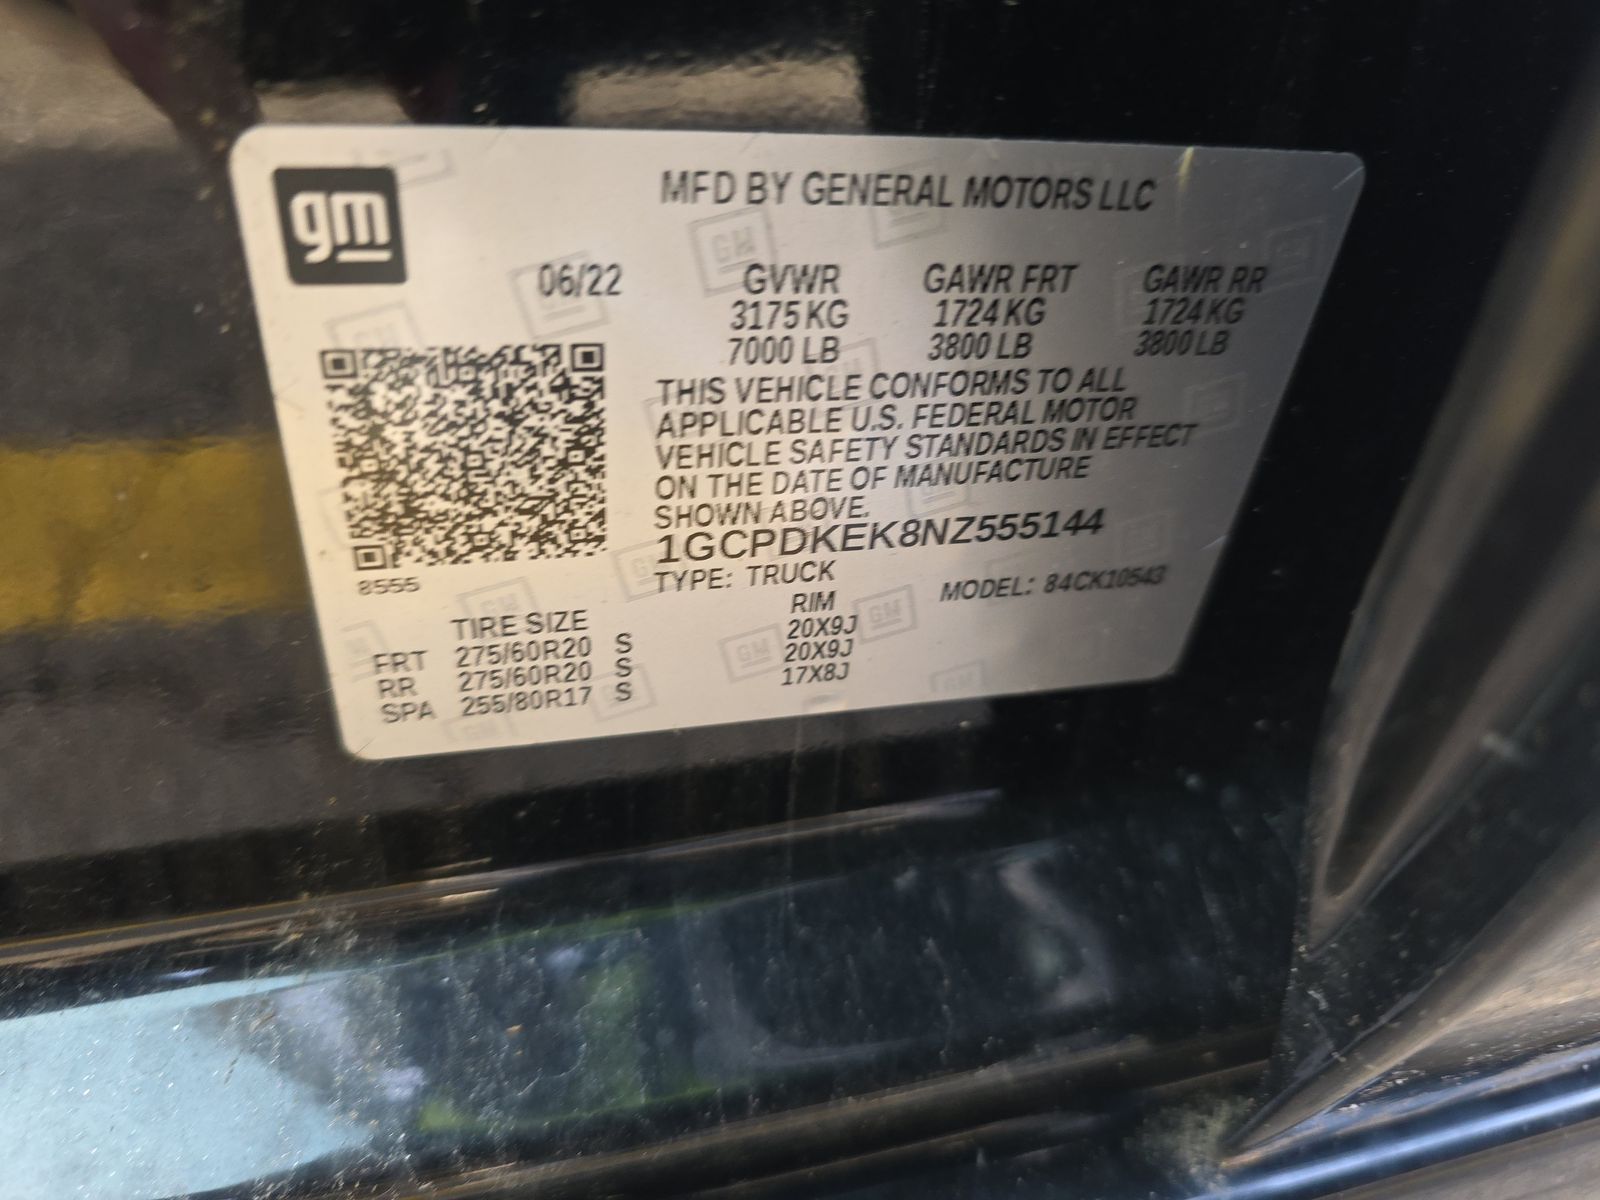 gm
MFD BY GENERAL MOTORS LLC
06/22 GVWR GAWR FRT GAWR RR
3175 KG 1724 KG 1724 KG
7000 LB 3800 LB 3800 LB
THIS VEHICLE CONFORMS TO ALL
APPLICABLE U.S. FEDERAL MOTOR
VEHICLE SAFETY STANDARDS IN EFFECT
ON THE DATE OF MANUFACTURE
SHOWN ABOVE.
1GCPDKEK8NZ555144
8555
TYPE: TRUCK MODEL: 84CK10543
TIRE SIZE RIM
FRT 275/60R20 S 20X9J
RR 275/60R20 S 20X9J
SPA 255/80R17 S 17X8J